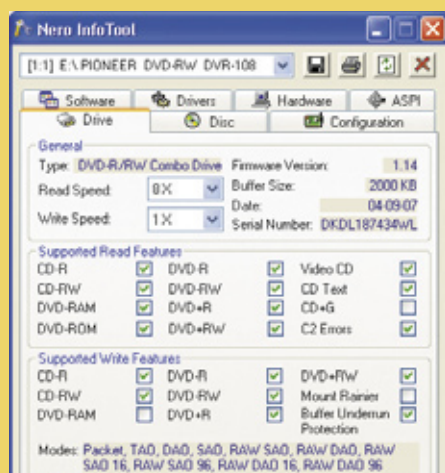 Nero InfoTool
[1:1] E:\ PIONEER DVD-RW DVR-108
Software Drivers Hardware ASPI
Drive Disc Configuration
General
Type: DVD-R/RW Combo Drive Firmware Version: 1.14
Read Speed: 8 X Buffer Size: 2000 KB
Date: 04-09-07
Write Speed: 1 X Serial Number: DKDL187434WL
Supported Read Features
CD-R DVD-R Video CD
CD-RW DVD-RW CD Text
DVD-RAM DVD+R CD+G
DVD-ROM DVD+RW C2 Errors
Supported Write Features
CD-R DVD-R DVD+RW
CD-RW DVD-RW Mount Rainier
DVD-RAM DVD+R Buffer Underrun
Protection
Modes: Packet, TAO, DAO, SAO, RAW SAO, RAW DAO, RAW
SAO 16, RAW SAO 96, RAW DAO 16, RAW DAO 96